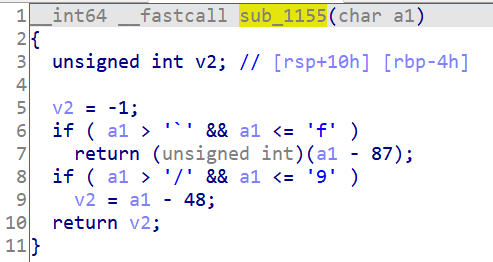 1 __int64 __fastcall sub_1155(char a1)
2 {
3   unsigned int v2; // [rsp+10h] [rbp-4h]
4
5   v2 = -1;
6   if ( a1 > '`' && a1 <= 'f' )
7     return (unsigned int)(a1 - 87);
8   if ( a1 > '/' && a1 <= '9' )
9     v2 = a1 - 48;
10   return v2;
11 }